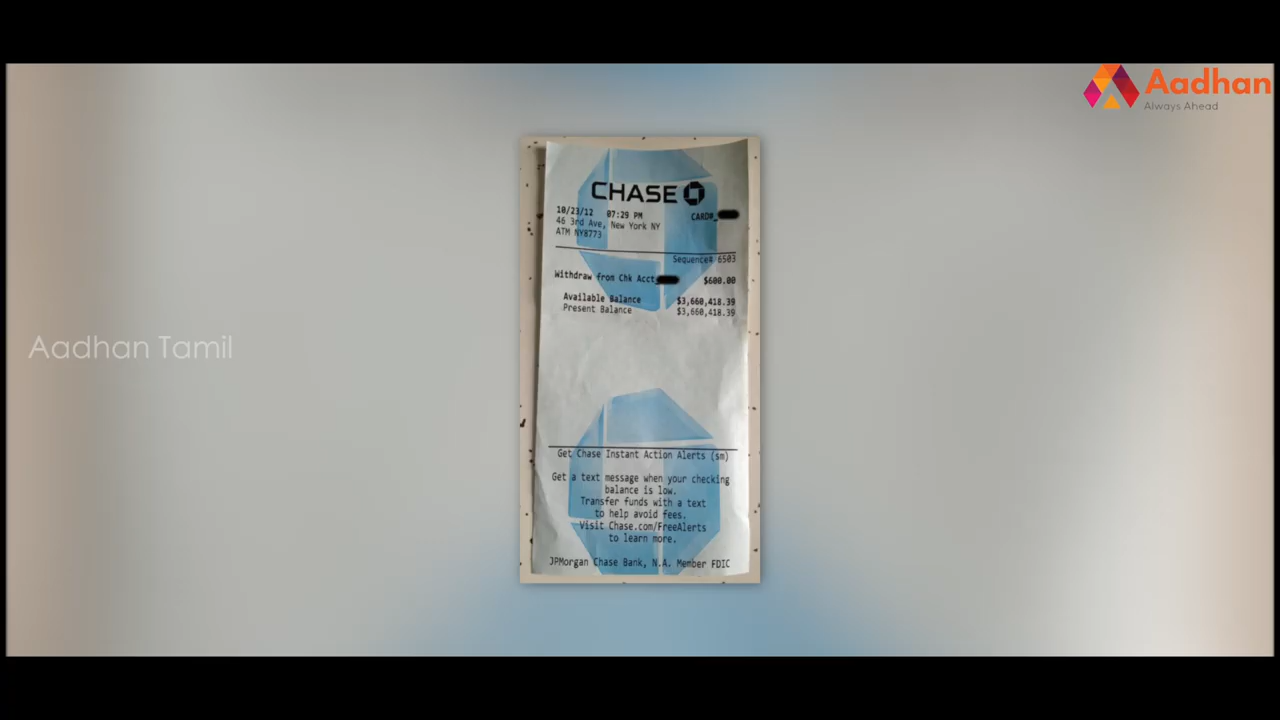 Aadhan
Always Ahead
CHASE
10/23/12 07:29 PM CARD#
46 3rd Ave, New York NY
ATM NY8773
Sequence# 6503
Withdraw from Chk Acct $600.00
Available Balance $3,660,418.39
Present Balance $3,660,418.39
Aadhan Tamil
Get Chase Instant Action Alerts (sm)
Get a text message when your checking
balance is low.
Transfer funds with a text
to help avoid fees.
Visit Chase.com/FreeAlerts
to learn more.
JPMorgan Chase Bank, N.A. Member FDIC